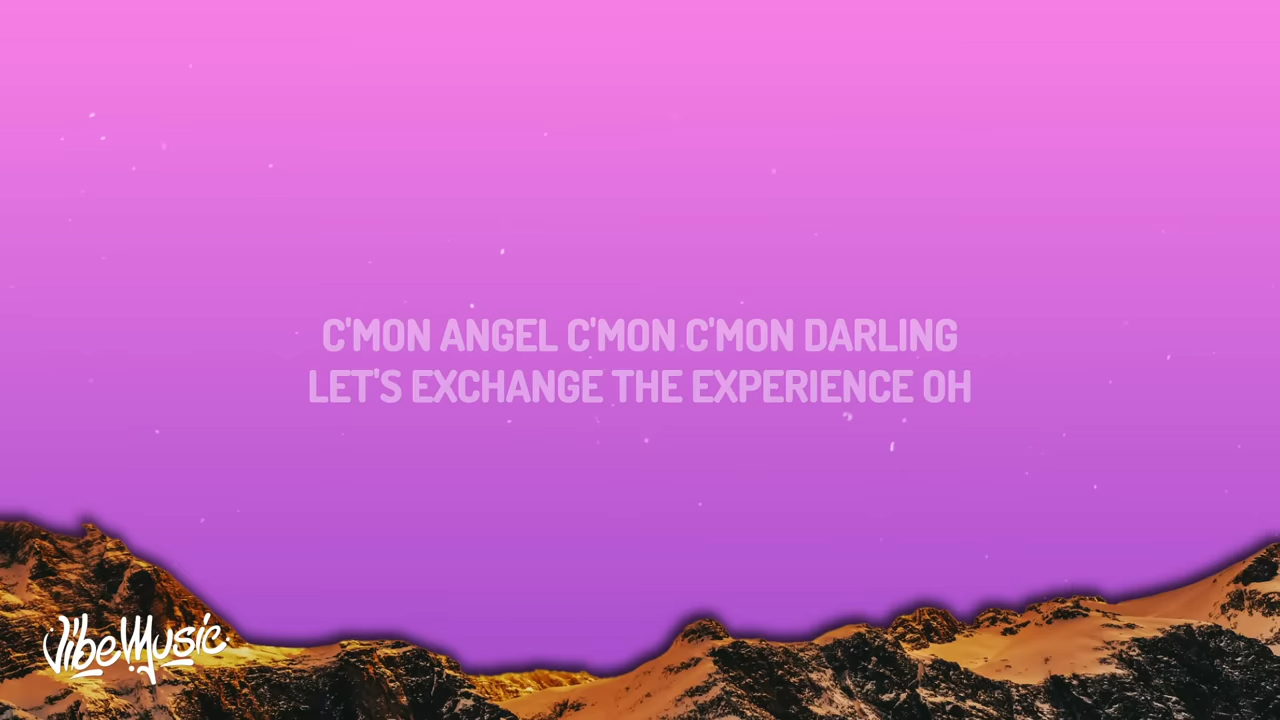 C'MON ANGEL C'MON C'MON DARLING
LET'S EXCHANGE THE EXPERIENCE OH
VibeMusic